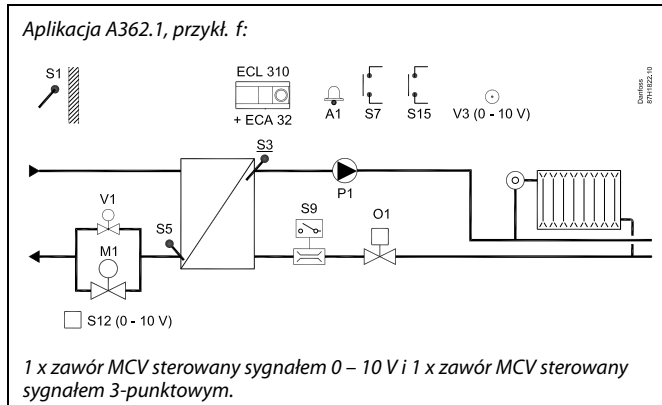 Aplikacja A362.1, przykł. f:
S1
ECL 310
+ ECA 32
A1
S7
S15
V3 (0 - 10 V)
Danfoss
87H1822.10
S3
P1
V1
M1
S5
S9
O1
S12 (0 - 10 V)
1 x zawór MCV sterowany sygnałem 0 – 10 V i 1 x zawór MCV sterowany
sygnałem 3-punktowym.